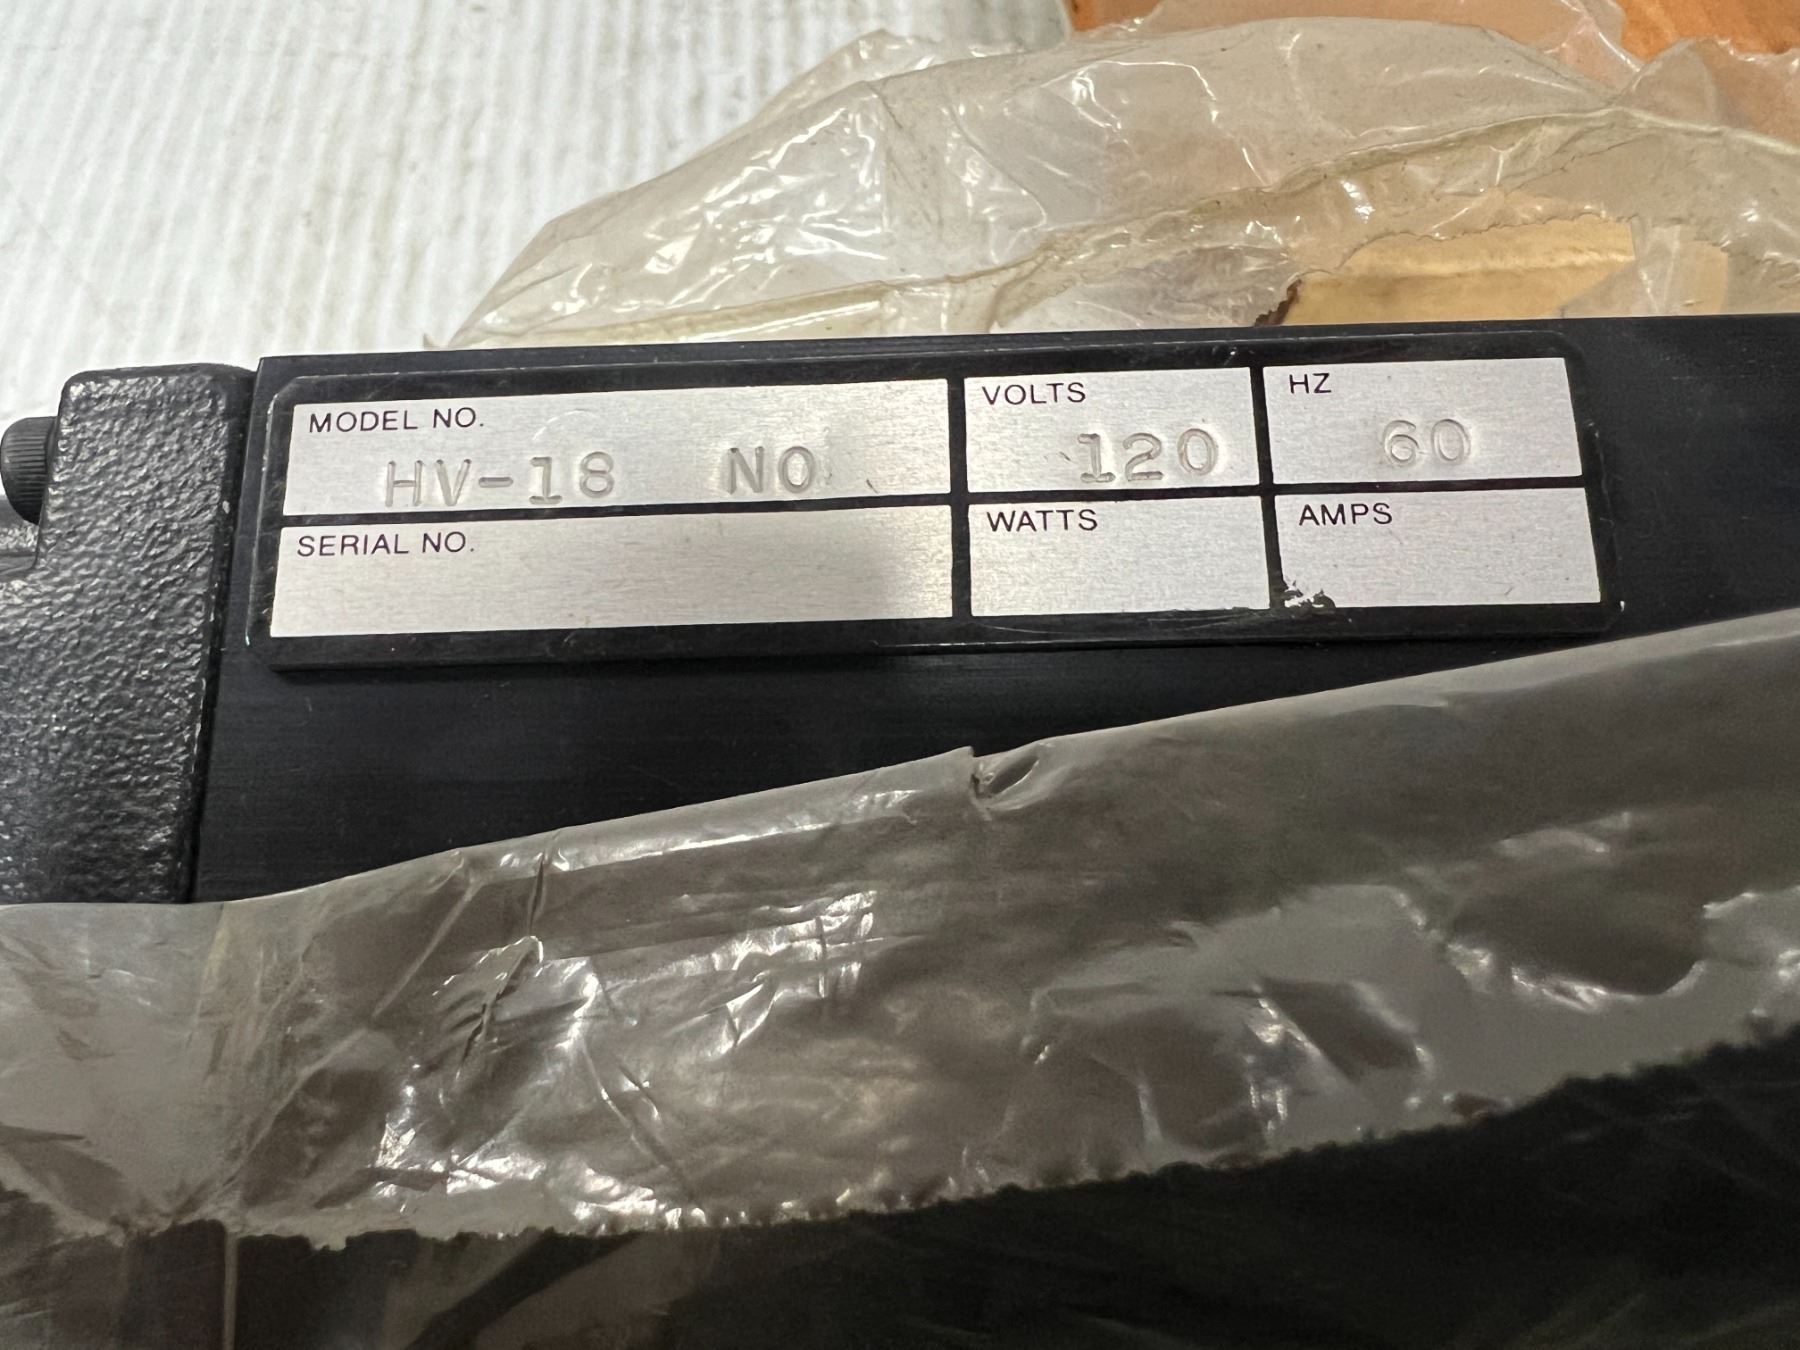 MODEL NO.
HV-18 NO
VOLTS
120
HZ
60
SERIAL NO.
WATTS
AMPS